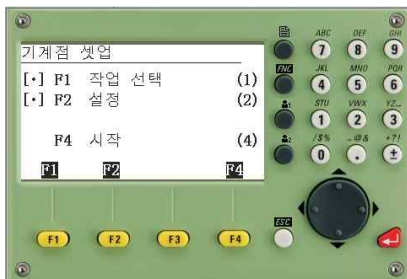 기계점 셋업
[·] F1 작업 선택 (1)
[·] F2 설정 (2)
F4 시작 (4)
F1 F2 F4
F1 F2 F3 F4
ABC DEF GHI
7 8 9
FNC JKL MNO PQR
4 5 6
STU VWX YZ...
1 2 3
/$% _@& *?!
0 . ±
ESC